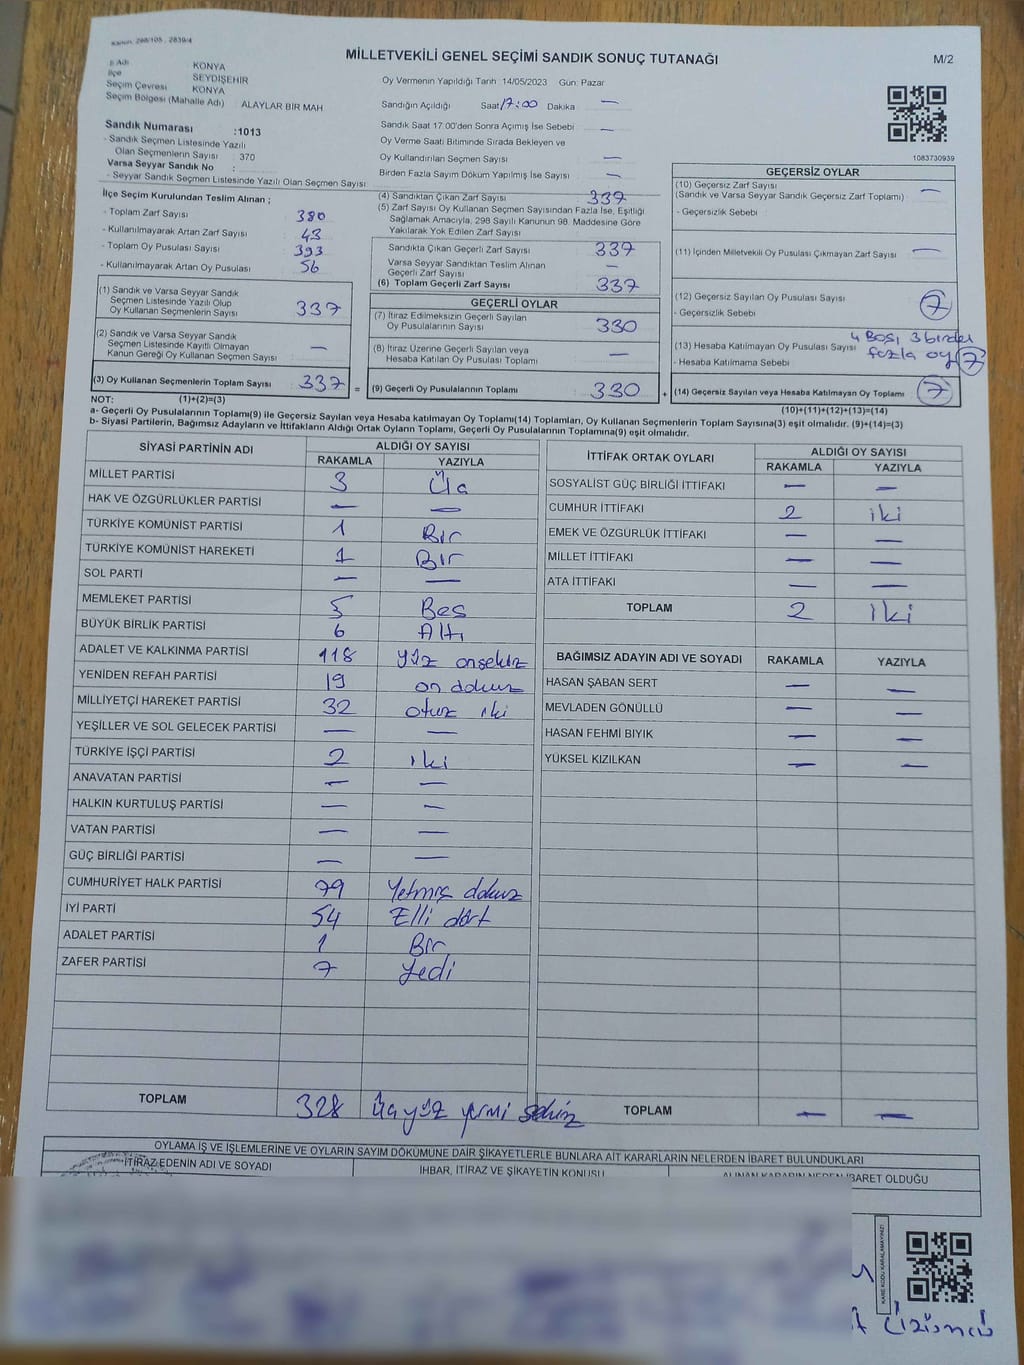 Kanun, 298/105, 2839/4
MİLLETVEKİLİ GENEL SEÇİMİ SANDIK SONUÇ TUTANAĞI
M/2
İl Adı KONYA
İlçe SEYDİŞEHİR
Seçim Çevresi KONYA
Seçim Bölgesi (Mahalle Adı) ALAYLAR BİR MAH
Oy Vermenin Yapıldığı Tarih :14/05/2023 Gün: Pazar
Sandığın Açıldığı Saat 17:00 Dakika —
Sandık Saat 17:00'den Sonra Açımış İse Sebebi —
Oy Verme Saati Bitiminde Sırada Bekleyen ve
Oy Kullandırılan Seçmen Sayısı —
Birden Fazla Sayım Döküm Yapılmış İse Sayısı —
1083730939
Sandık Numarası :1013
- Sandık Seçmen Listesinde Yazılı
Olan Seçmenlerin Sayısı : 370
Varsa Seyyar Sandık No :
- Seyyar Sandık Seçmen Listesinde Yazılı Olan Seçmen Sayısı
İlçe Seçim Kurulundan Teslim Alınan ;
- Toplam Zarf Sayısı : 380
- Kullanılmayarak Artan Zarf Sayısı : 43
- Toplam Oy Pusulası Sayısı : 393
- Kullanılmayarak Artan Oy Pusulası : 56
(1) Sandık ve Varsa Seyyar Sandık
Seçmen Listesinde Yazılı Olup
Oy Kullanan Seçmenlerin Sayısı : 337
(2) Sandık ve Varsa Seyyar Sandık
Seçmen Listesinde Kayıtlı Olmayan
Kanun Gereği Oy Kullanan Seçmen Sayısı : —
(3) Oy Kullanan Seçmenlerin Toplam Sayısı : 337 =
(4) Sandıktan Çıkan Zarf Sayısı : 337
(5) Zarf Sayısı Oy Kullanan Seçmen Sayısından Fazla İse, Eşitliği
Sağlamak Amacıyla, 298 Sayılı Kanunun 98. Maddesine Göre
Yakılarak Yok Edilen Zarf Sayısı :
Sandıkta Çıkan Geçerli Zarf Sayısı : 337
Varsa Seyyar Sandıktan Teslim Alınan
Geçerli Zarf Sayısı : —
(6) Toplam Geçerli Zarf Sayısı : 337
GEÇERLİ OYLAR
(7) İtiraz Edilmeksizin Geçerli Sayılan
Oy Pusulalarının Sayısı : 330
(8) İtiraz Üzerine Geçerli Sayılan veya
Hesaba Katılan Oy Pusulası Toplamı : —
(9) Geçerli Oy Pusulalarının Toplamı : 330 +
GEÇERSİZ OYLAR
(10) Geçersiz Zarf Sayısı : —
(Sandık ve Varsa Seyyar Sandık Geçersiz Zarf Toplamı)
- Geçersizlik Sebebi :
(11) İçinden Milletvekili Oy Pusulası Çıkmayan Zarf Sayısı : —
(12) Geçersiz Sayılan Oy Pusulası Sayısı : 7
- Geçersizlik Sebebi
4 Boş, 3 birden
(13) Hesaba Katılmayan Oy Pusulası Sayısı : fazla oy 7
- Hesaba Katılmama Sebebi
(14) Geçersiz Sayılan veya Hesaba Katılmayan Oy Toplamı : 7
NOT: (1)+(2)=(3)
(10)+(11)+(12)+(13)=(14)
a- Geçerli Oy Pusulalarının Toplamı(9) ile Geçersiz Sayılan veya Hesaba katılmayan Oy Toplamı(14) Toplamları, Oy Kullanan Seçmenlerin Toplam Sayısına(3) eşit olmalıdır. (9)+(14)=(3)
b- Siyasi Partilerin, Bağımsız Adayların ve İttifakların Aldığı Ortak Oyların Toplamı, Geçerli Oy Pusulalarının Toplamına(9) eşit olmalıdır.
SİYASİ PARTİNİN ADI ALDIĞI OY SAYISI
RAKAMLA YAZIYLA
MİLLET PARTİSİ 3 Üç
HAK VE ÖZGÜRLÜKLER PARTİSİ — —
TÜRKİYE KOMÜNİST PARTİSİ 1 Bir
TÜRKİYE KOMÜNİST HAREKETİ 1 Bir
SOL PARTİ — —
MEMLEKET PARTİSİ 5 Beş
BÜYÜK BİRLİK PARTİSİ 6 Altı
ADALET VE KALKINMA PARTİSİ 118 Yüz onsekiz
YENİDEN REFAH PARTİSİ 19 on dokuz
MİLLİYETÇİ HAREKET PARTİSİ 32 otuz iki
YEŞİLLER VE SOL GELECEK PARTİSİ — —
TÜRKİYE İŞÇİ PARTİSİ 2 iki
ANAVATAN PARTİSİ — —
HALKIN KURTULUŞ PARTİSİ — —
VATAN PARTİSİ — —
GÜÇ BİRLİĞİ PARTİSİ — —
CUMHURİYET HALK PARTİSİ 79 Yetmiş dokuz
İYİ PARTİ 54 Elli dört
ADALET PARTİSİ 1 Bir
ZAFER PARTİSİ 7 Yedi
TOPLAM 328 Üçyüz yirmi sekiz
İTTİFAK ORTAK OYLARI ALDIĞI OY SAYISI
RAKAMLA YAZIYLA
SOSYALİST GÜÇ BİRLİĞİ İTTİFAKI — —
CUMHUR İTTİFAKI 2 iki
EMEK VE ÖZGÜRLÜK İTTİFAKI — —
MİLLET İTTİFAKI — —
ATA İTTİFAKI — —
TOPLAM 2 iki
BAĞIMSIZ ADAYIN ADI VE SOYADI RAKAMLA YAZIYLA
HASAN ŞABAN SERT — —
MEVLADEN GÖNÜLLÜ — —
HASAN FEHMİ BIYIK — —
YÜKSEL KIZILKAN — —
TOPLAM — —
OYLAMA İŞ VE İŞLEMLERİNE VE OYLARIN SAYIM DÖKÜMÜNE DAİR ŞİKAYETLERLE BUNLARA AİT KARARLARIN NELERDEN İBARET BULUNDUKLARI
İTİRAZ EDENİN ADI VE SOYADI
İHBAR, İTİRAZ VE ŞİKAYETİN KONUSU
ALINAN KARARIN NEDEN İBARET OLDUĞU
KARE KODU KARALAMAYINIZ!